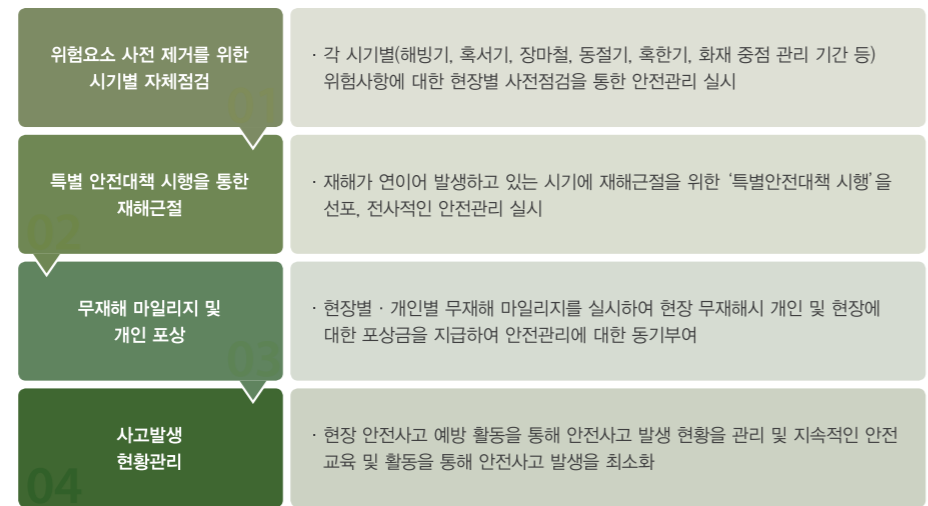 위험요소 사전 제거를 위한
시기별 자체점검
01
· 각 시기별(해빙기, 혹서기, 장마철, 동절기, 혹한기, 화재 중점 관리 기간 등)
위험사항에 대한 현장별 사전점검을 통한 안전관리 실시
특별 안전대책 시행을 통한
재해근절
02
· 재해가 연이어 발생하고 있는 시기에 재해근절을 위한 ‘특별안전대책 시행’을
선포, 전사적인 안전관리 실시
무재해 마일리지 및
개인 포상
03
· 현장별 · 개인별 무재해 마일리지를 실시하여 현장 무재해시 개인 및 현장에
대한 포상금을 지급하여 안전관리에 대한 동기부여
사고발생
현황관리
04
· 현장 안전사고 예방 활동을 통해 안전사고 발생 현황을 관리 및 지속적인 안전
교육 및 활동을 통해 안전사고 발생을 최소화